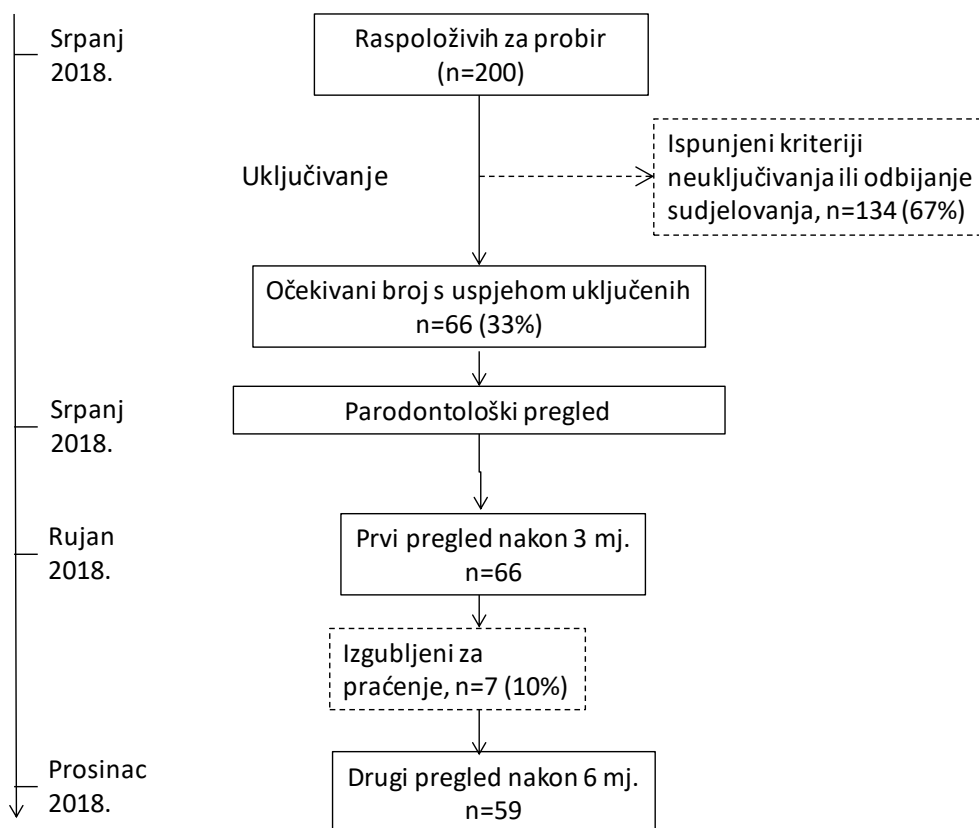 Srpanj
2018.
Raspoloživih za probir
(n=200)
Uključivanje
Ispunjeni kriteriji
neuključivanja ili odbijanje
sudjelovanja, n=134 (67%)
Očekivani broj s uspjehom uključenih
n=66 (33%)
Srpanj
2018.
Parodontološki pregled
Rujan
2018.
Prvi pregled nakon 3 mj.
n=66
Izgubljeni za
praćenje, n=7 (10%)
Prosinac
2018.
Drugi pregled nakon 6 mj.
n=59